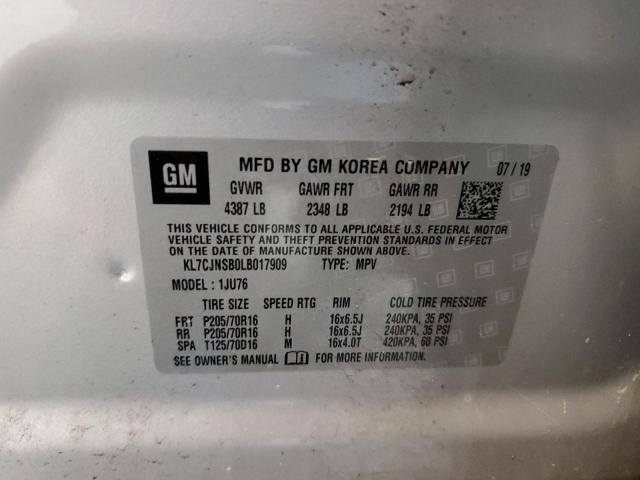 GM MFD BY GM KOREA COMPANY 07/19
GVWR GAWR FRT GAWR RR
4387 LB 2348 LB 2194 LB
THIS VEHICLE CONFORMS TO ALL APPLICABLE U.S. FEDERAL MOTOR
VEHICLE SAFETY AND THEFT PREVENTION STANDARDS IN EFFECT
ON THE DATE OF MANUFACTURE SHOWN ABOVE.
KL7CJNSB0LB017909 TYPE: MPV
MODEL : 1JU76
TIRE SIZE SPEED RTG RIM COLD TIRE PRESSURE
FRT P205/70R16 H 16x6.5J 240KPA, 35 PSI
RR P205/70R16 H 16x6.5J 240KPA, 35 PSI
SPA T125/70D16 M 16x4.0T 420KPA, 60 PSI
SEE OWNER'S MANUAL FOR MORE INFORMATION.